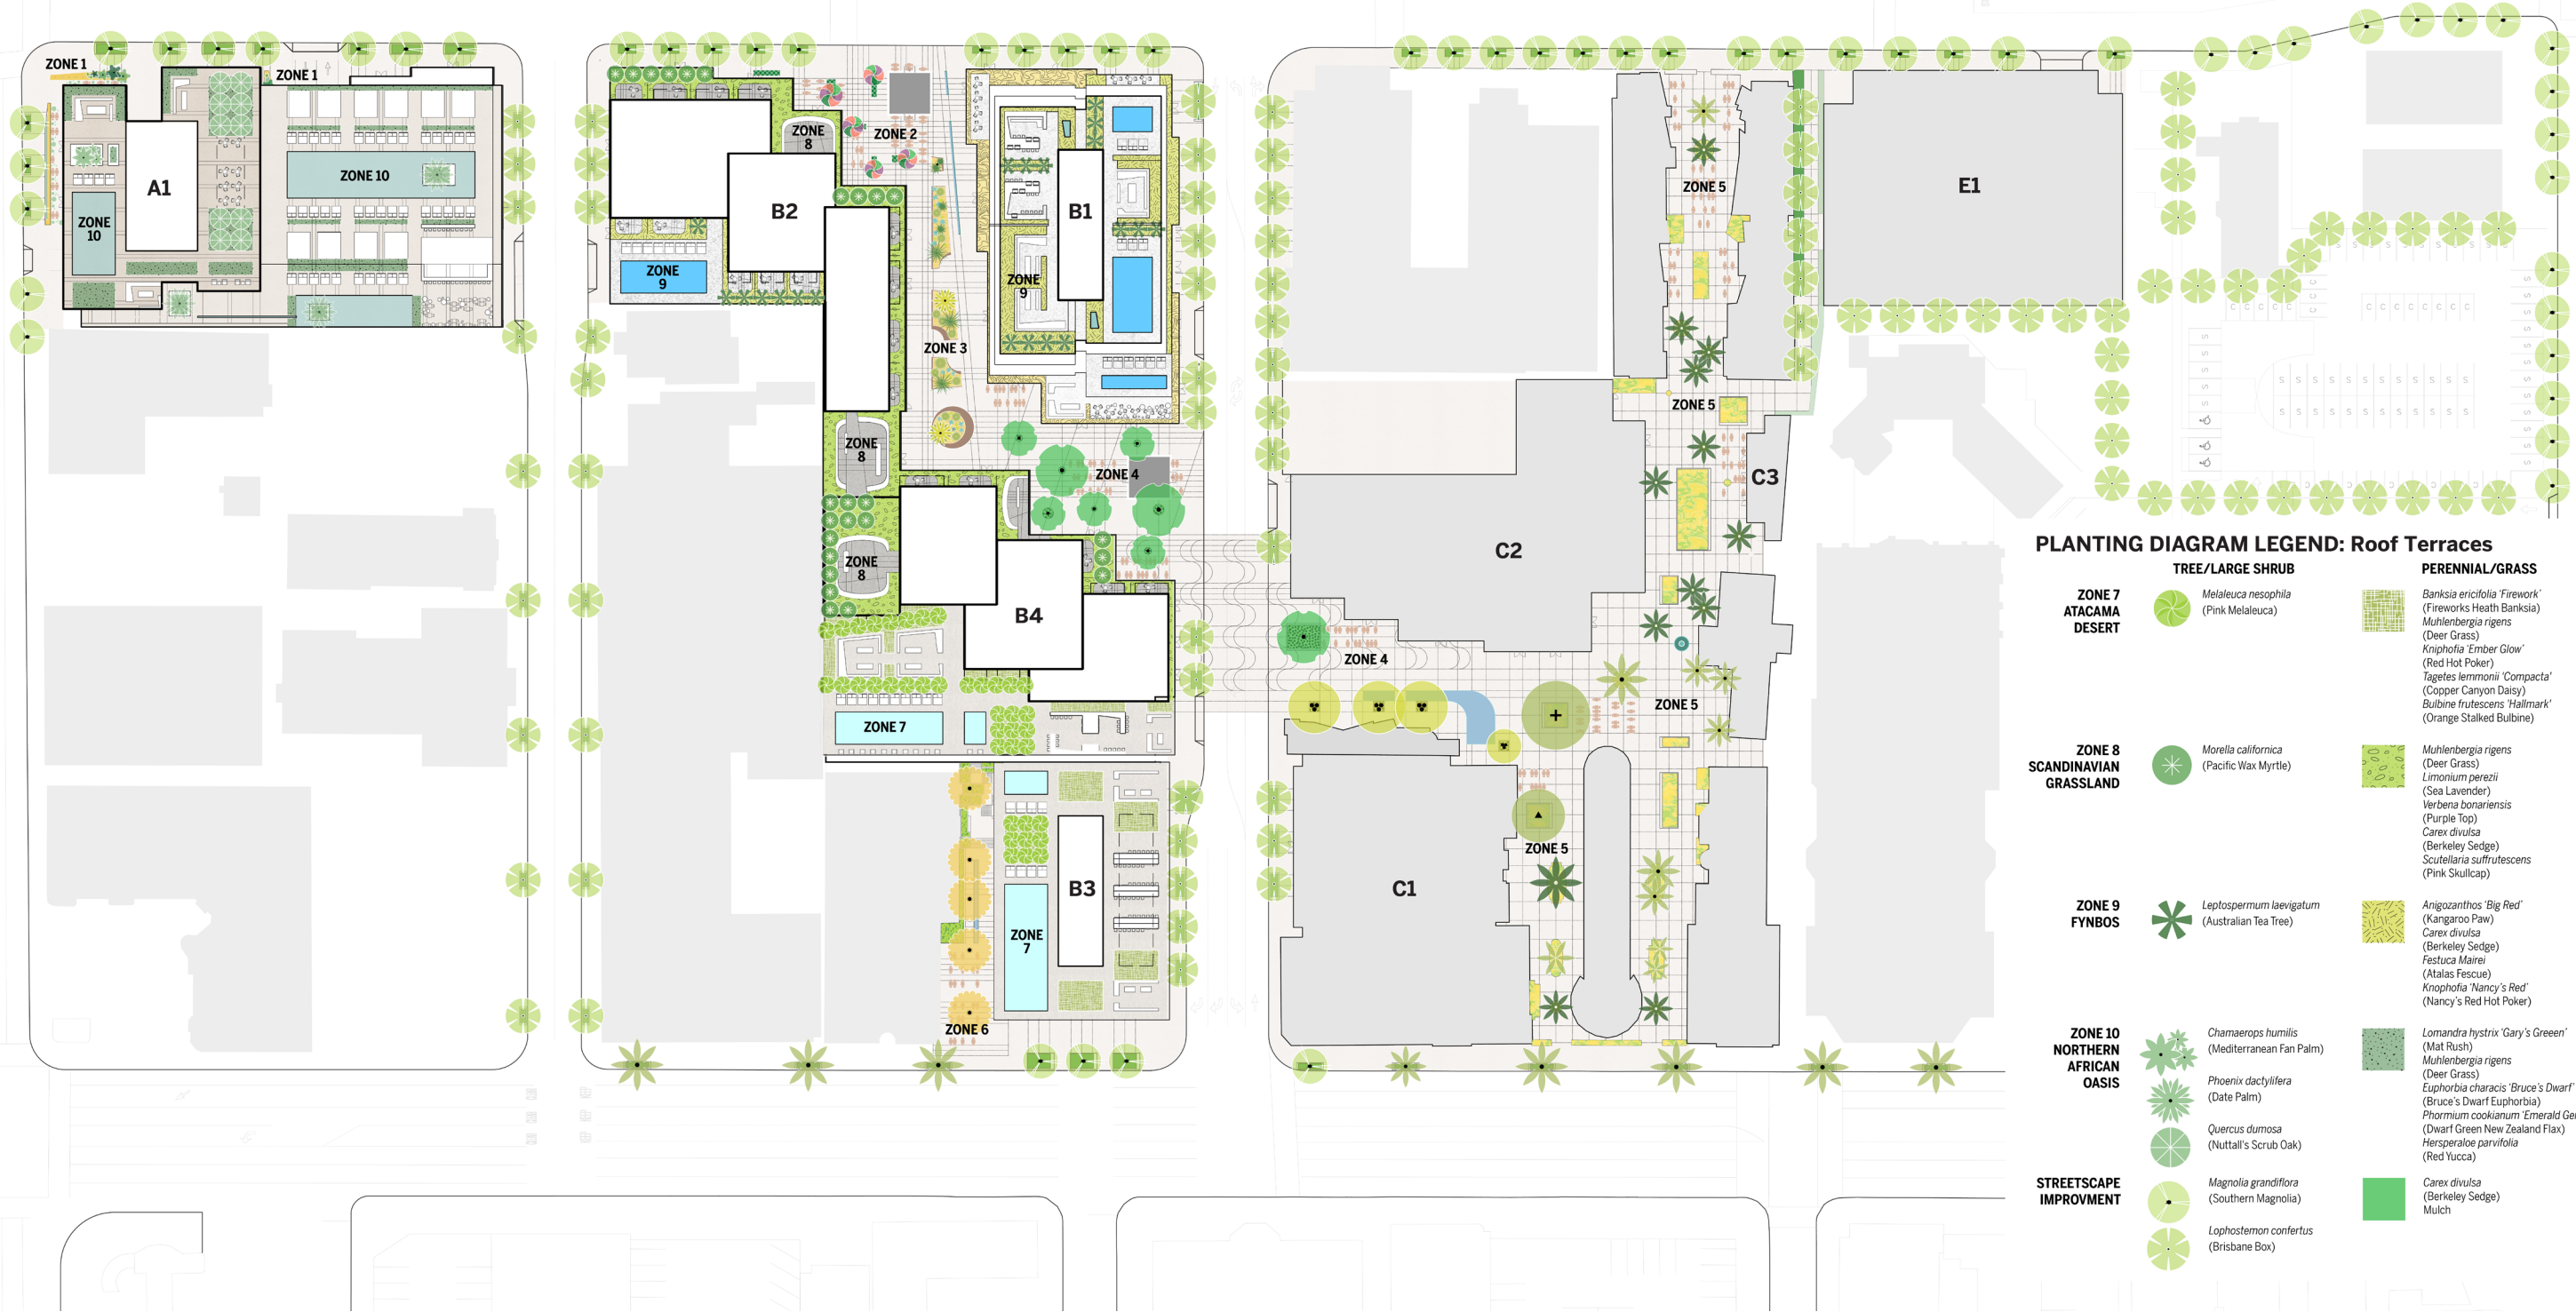 ZONE 1
ZONE 1
A1
ZONE 10
ZONE
10
B2
ZONE
8
ZONE 2
ZONE
9
B1
ZONE
9
ZONE 3
ZONE
8
ZONE 4
ZONE
8
B4
ZONE 7
B3
ZONE
7
ZONE 6
ZONE 5
E1
ZONE 5
C3
C2
ZONE 4
ZONE 5
ZONE 5
C1
PLANTING DIAGRAM LEGEND: Roof Terraces
TREE/LARGE SHRUB
PERENNIAL/GRASS
ZONE 7
ATACAMA
DESERT
Melaleuca nesophila
(Pink Melaleuca)
Banksia ericifolia ‘Firework’
(Fireworks Heath Banksia)
Muhlenbergia rigens
(Deer Grass)
Kniphofia ‘Ember Glow’
(Red Hot Poker)
Tagetes lemmonii ‘Compacta’
(Copper Canyon Daisy)
Bulbine frutescens ‘Hallmark’
(Orange Stalked Bulbine)
ZONE 8
SCANDINAVIAN
GRASSLAND
Morella californica
(Pacific Wax Myrtle)
Muhlenbergia rigens
(Deer Grass)
Limonium perezii
(Sea Lavender)
Verbena bonariensis
(Purple Top)
Carex divulsa
(Berkeley Sedge)
Scutellaria suffrutescens
(Pink Skullcap)
ZONE 9
FYNBOS
Leptospermum laevigatum
(Australian Tea Tree)
Anigozanthos ‘Big Red’
(Kangaroo Paw)
Carex divulsa
(Berkeley Sedge)
Festuca Mairei
(Atalas Fescue)
Knophofia ‘Nancy’s Red’
(Nancy’s Red Hot Poker)
ZONE 10
NORTHERN
AFRICAN
OASIS
Chamaerops humilis
(Mediterranean Fan Palm)
Phoenix dactylifera
(Date Palm)
Quercus dumosa
(Nuttall’s Scrub Oak)
Lomandra hystrix ‘Gary’s Greeen’
(Mat Rush)
Muhlenbergia rigens
(Deer Grass)
Euphorbia characis ‘Bruce’s Dwarf’
(Bruce’s Dwarf Euphorbia)
Phormium cookianum ‘Emerald Ge
(Dwarf Green New Zealand Flax)
Hersperaloe parvifolia
(Red Yucca)
STREETSCAPE
IMPROVMENT
Magnolia grandiflora
(Southern Magnolia)
Lophostemon confertus
(Brisbane Box)
Carex divulsa
(Berkeley Sedge)
Mulch